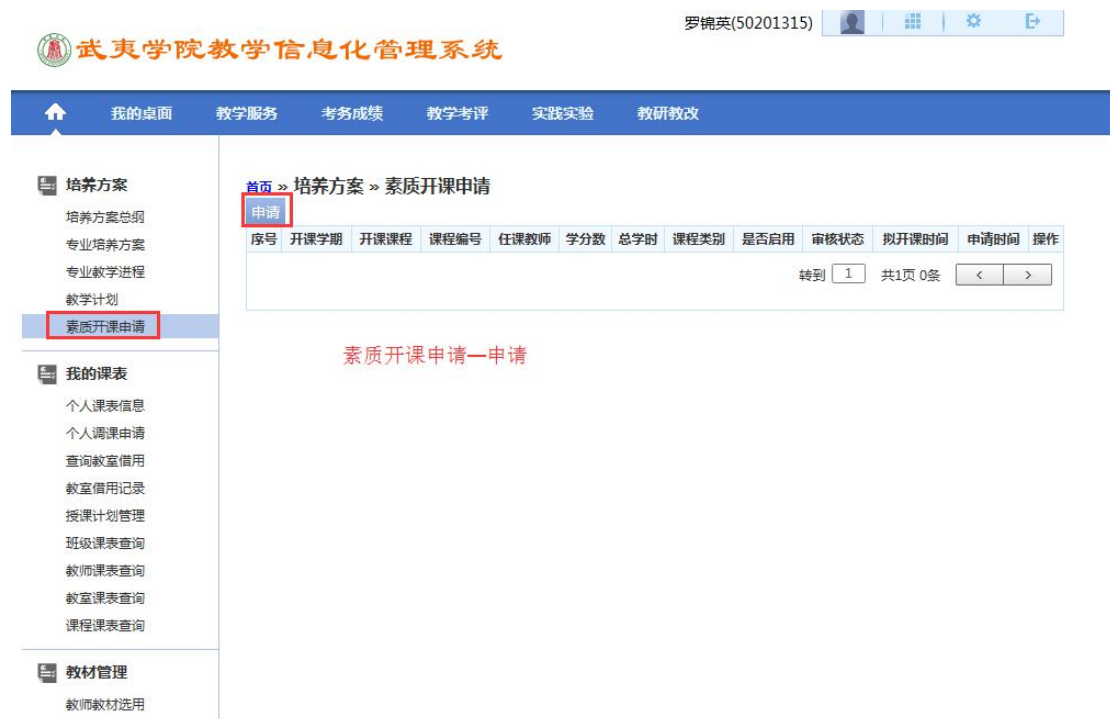 罗锦英(50201315)
武夷学院教学信息化管理系统
我的桌面 教学服务 考务成绩 教学考评 实践实验 教研教改
培养方案
培养方案总纲
专业培养方案
专业教学进程
教学计划
素质开课申请
我的课表
个人课表信息
个人调课申请
查询教室借用
教室借用记录
授课计划管理
班级课表查询
教师课表查询
教室课表查询
课程课表查询
教材管理
教师教材选用
首页 » 培养方案 » 素质开课申请
申请
序号 开课学期 开课课程 课程编号 任课教师 学分数 总学时 课程类别 是否启用 审核状态 拟开课时间 申请时间 操作
转到 1 共1页 0条 < >
素质开课申请—申请